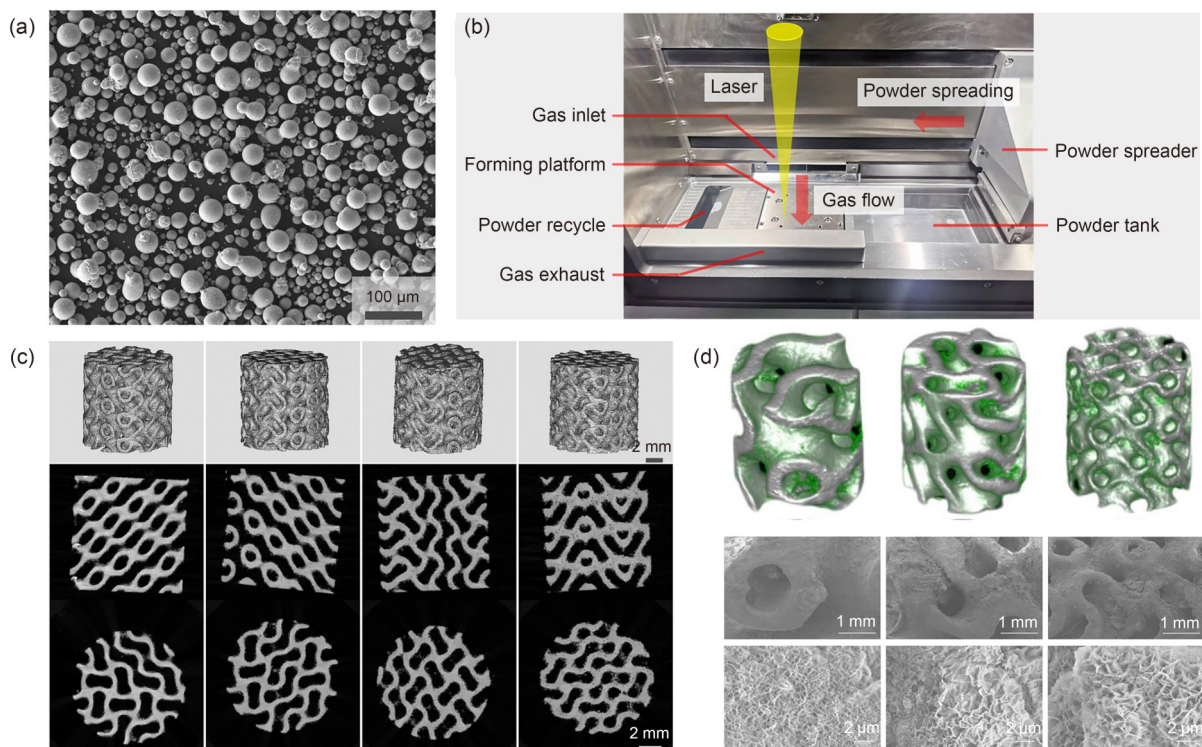 (a)
100 μm
(b)
Laser
Powder spreading
Gas inlet
Forming platform
Powder spreader
Gas flow
Powder recycle
Powder tank
Gas exhaust
(c)
2 mm
2 mm
(d)
1 mm
1 mm
1 mm
2 μm
2 μm
2 μm